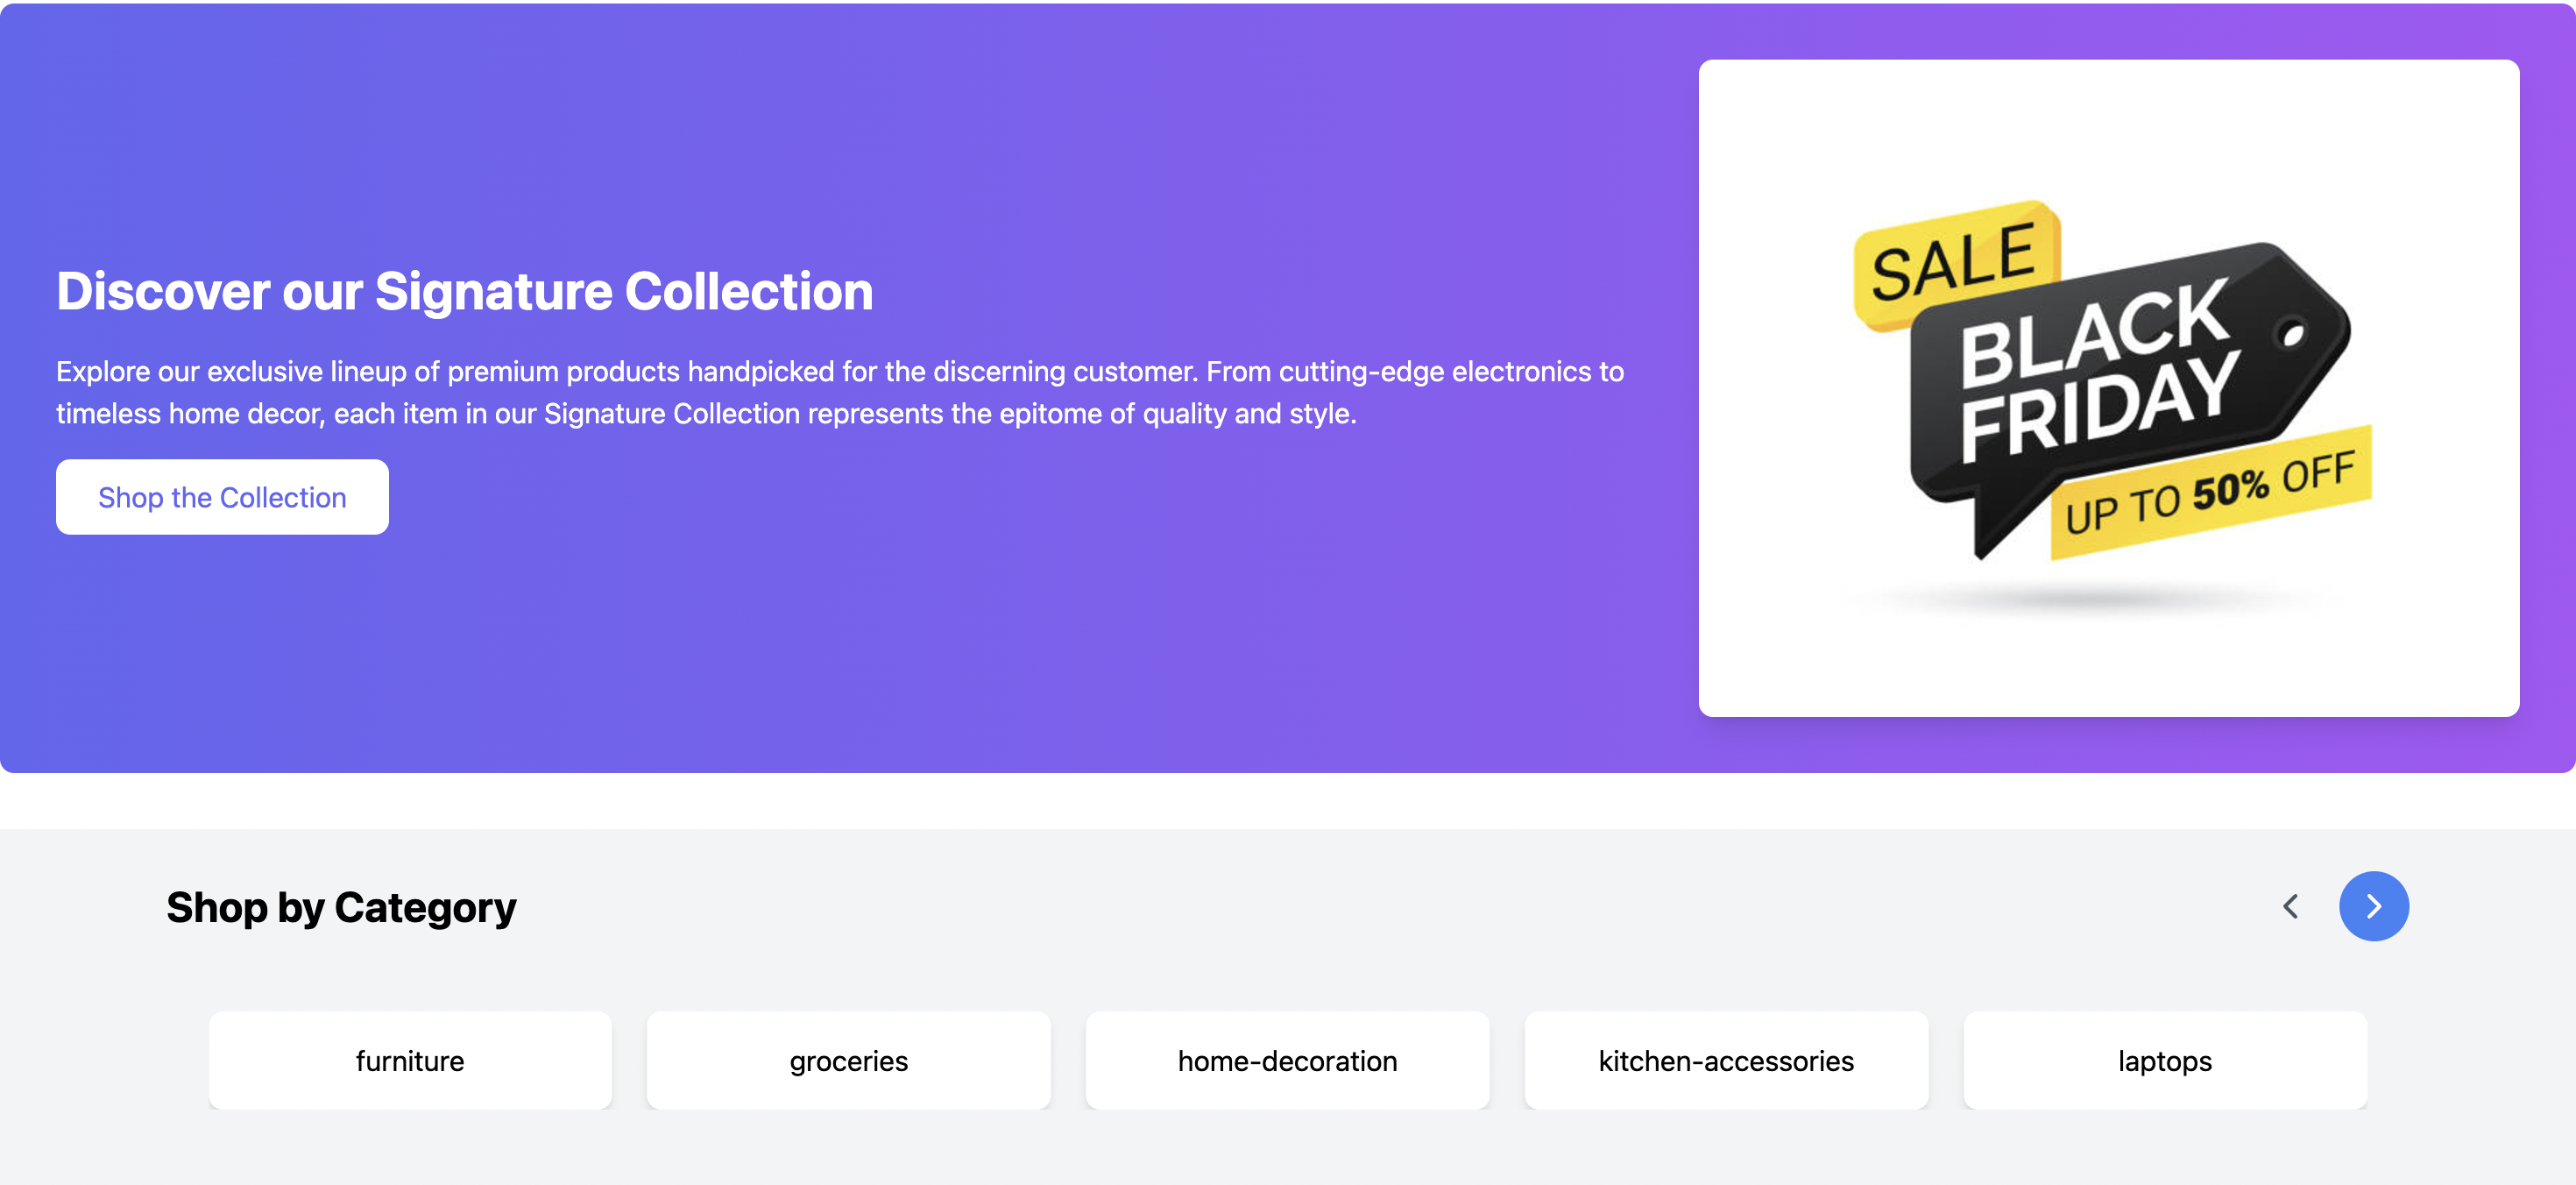 Discover our Signature Collection
Explore our exclusive lineup of premium products handpicked for the discerning customer. From cutting-edge electronics to
timeless home decor, each item in our Signature Collection represents the epitome of quality and style.
Shop the Collection
SALE
BLACK
FRIDAY
UP TO 50% OFF
Shop by Category
furniture
groceries
home-decoration
kitchen-accessories
laptops